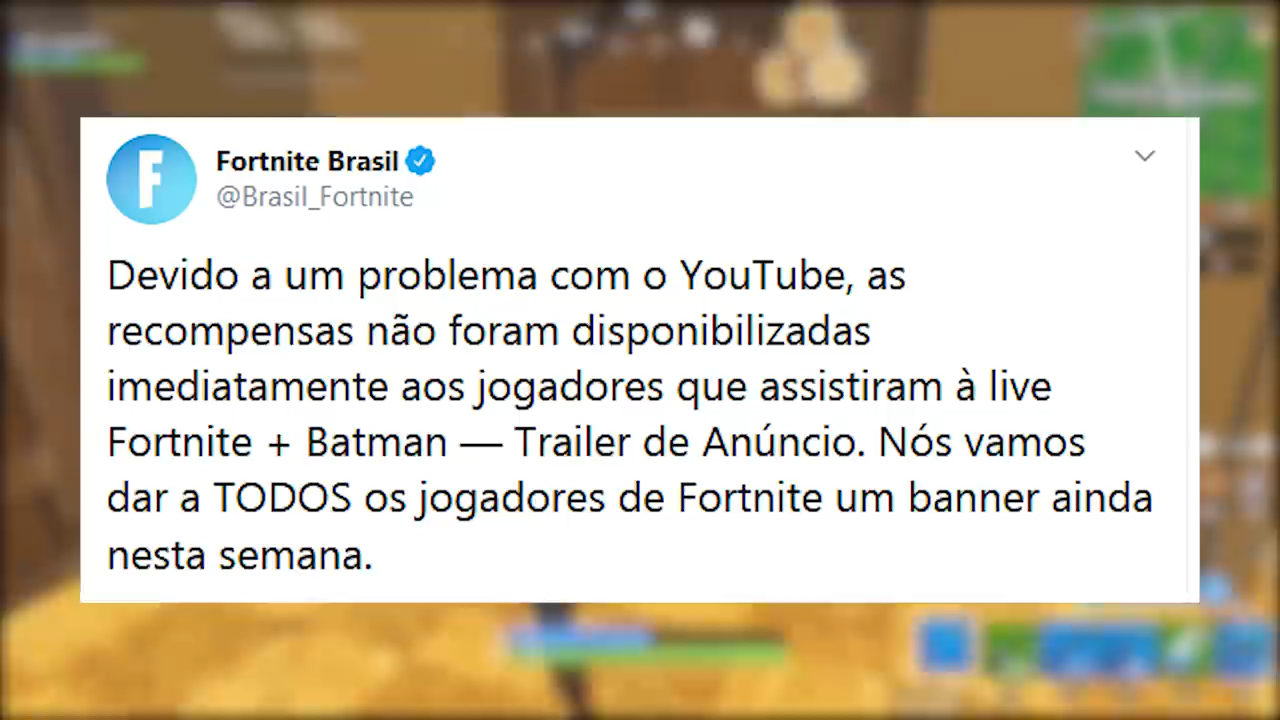 Fortnite Brasil
@Brasil_Fortnite
Devido a um problema com o YouTube, as
recompensas não foram disponibilizadas
imediatamente aos jogadores que assistiram à live
Fortnite + Batman — Trailer de Anúncio. Nós vamos
dar a TODOS os jogadores de Fortnite um banner ainda
nesta semana.